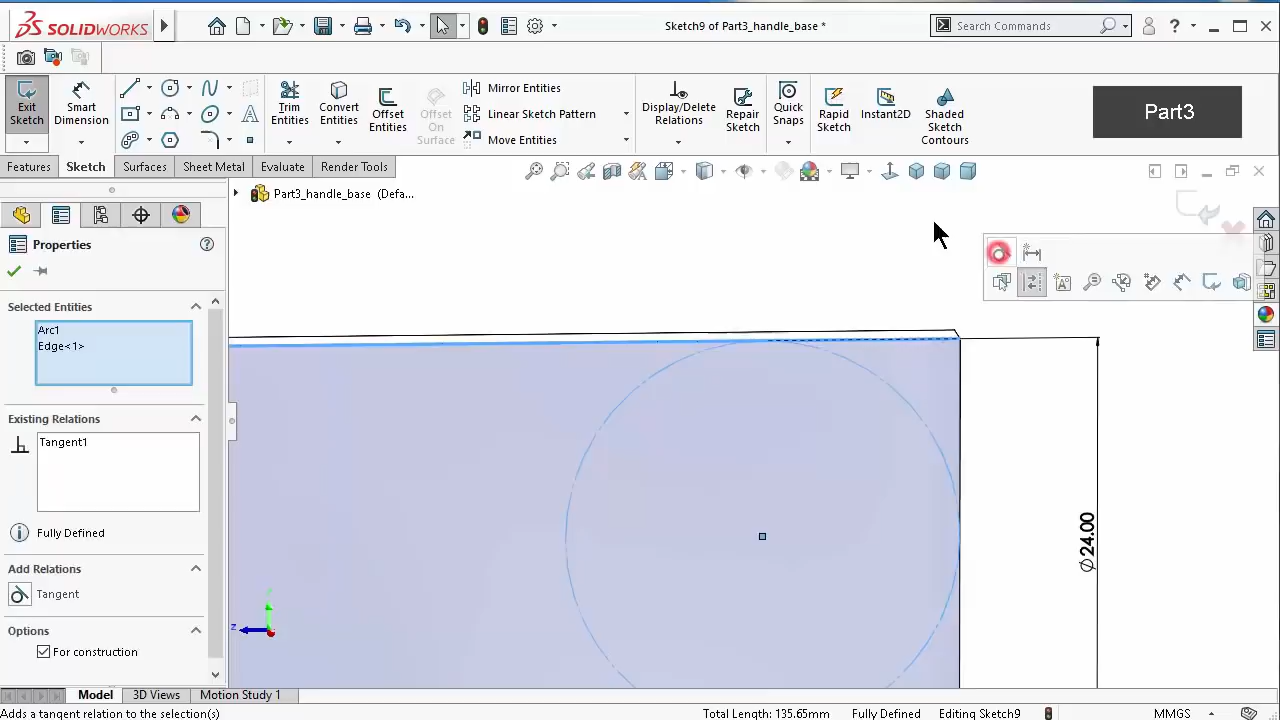 SOLIDWORKS
Sketch9 of Part3_handle_base *
Search Commands
Exit Sketch
Smart Dimension
Trim Entities
Convert Entities
Offset Entities
Offset On Surface
Mirror Entities
Linear Sketch Pattern
Move Entities
Display/Delete Relations
Repair Sketch
Quick Snaps
Rapid Sketch
Instant2D
Shaded Sketch Contours
Part3
Features
Sketch
Surfaces
Sheet Metal
Evaluate
Render Tools
Part3_handle_base (Defa...
Properties
Selected Entities
Arc1
Edge<1>
Existing Relations
Tangent1
Fully Defined
Add Relations
Tangent
Options
For construction
∅24.00
z
Model
3D Views
Motion Study 1
Adds a tangent relation to the selection(s)
Total Length: 135.65mm
Fully Defined
Editing Sketch9
MMGS